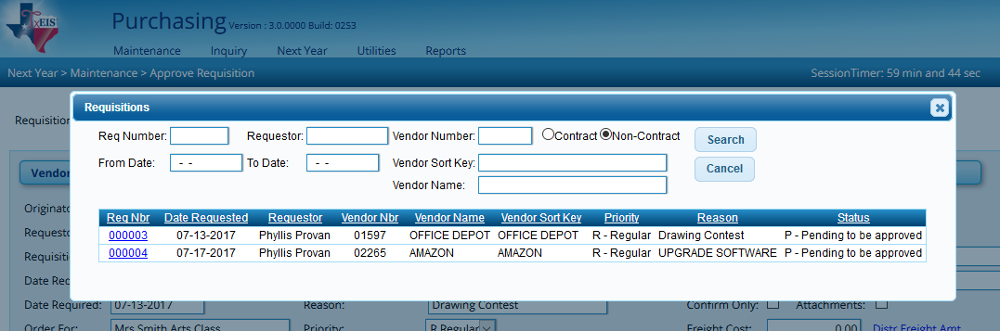 TxEIS
Purchasing Version : 3.0.0000 Build: 0253
Maintenance Inquiry Next Year Utilities Reports
Next Year > Maintenance > Approve Requisition SessionTimer: 59 min and 44 sec
Requisitions
Requisition
Req Number: Requestor: Vendor Number: Contract Non-Contract Search
From Date: - - To Date: - - Vendor Sort Key: Cancel
Vendor
Vendor Name:
Originato
Req Nbr Date Requested Requestor Vendor Nbr Vendor Name Vendor Sort Key Priority Reason Status
Requesto
000003 07-13-2017 Phyllis Provan 01597 OFFICE DEPOT OFFICE DEPOT R - Regular Drawing Contest P - Pending to be approved
Requisitio
000004 07-17-2017 Phyllis Provan 02265 AMAZON AMAZON R - Regular UPGRADE SOFTWARE P - Pending to be approved
Date Req
Date Required: 07-13-2017 Reason: Drawing Contest Confirm Only: Attachments:
Order For: Mrs Smith Arts Class Priority: R Regular Freight Cost: 0.00 Distr Freight Amt